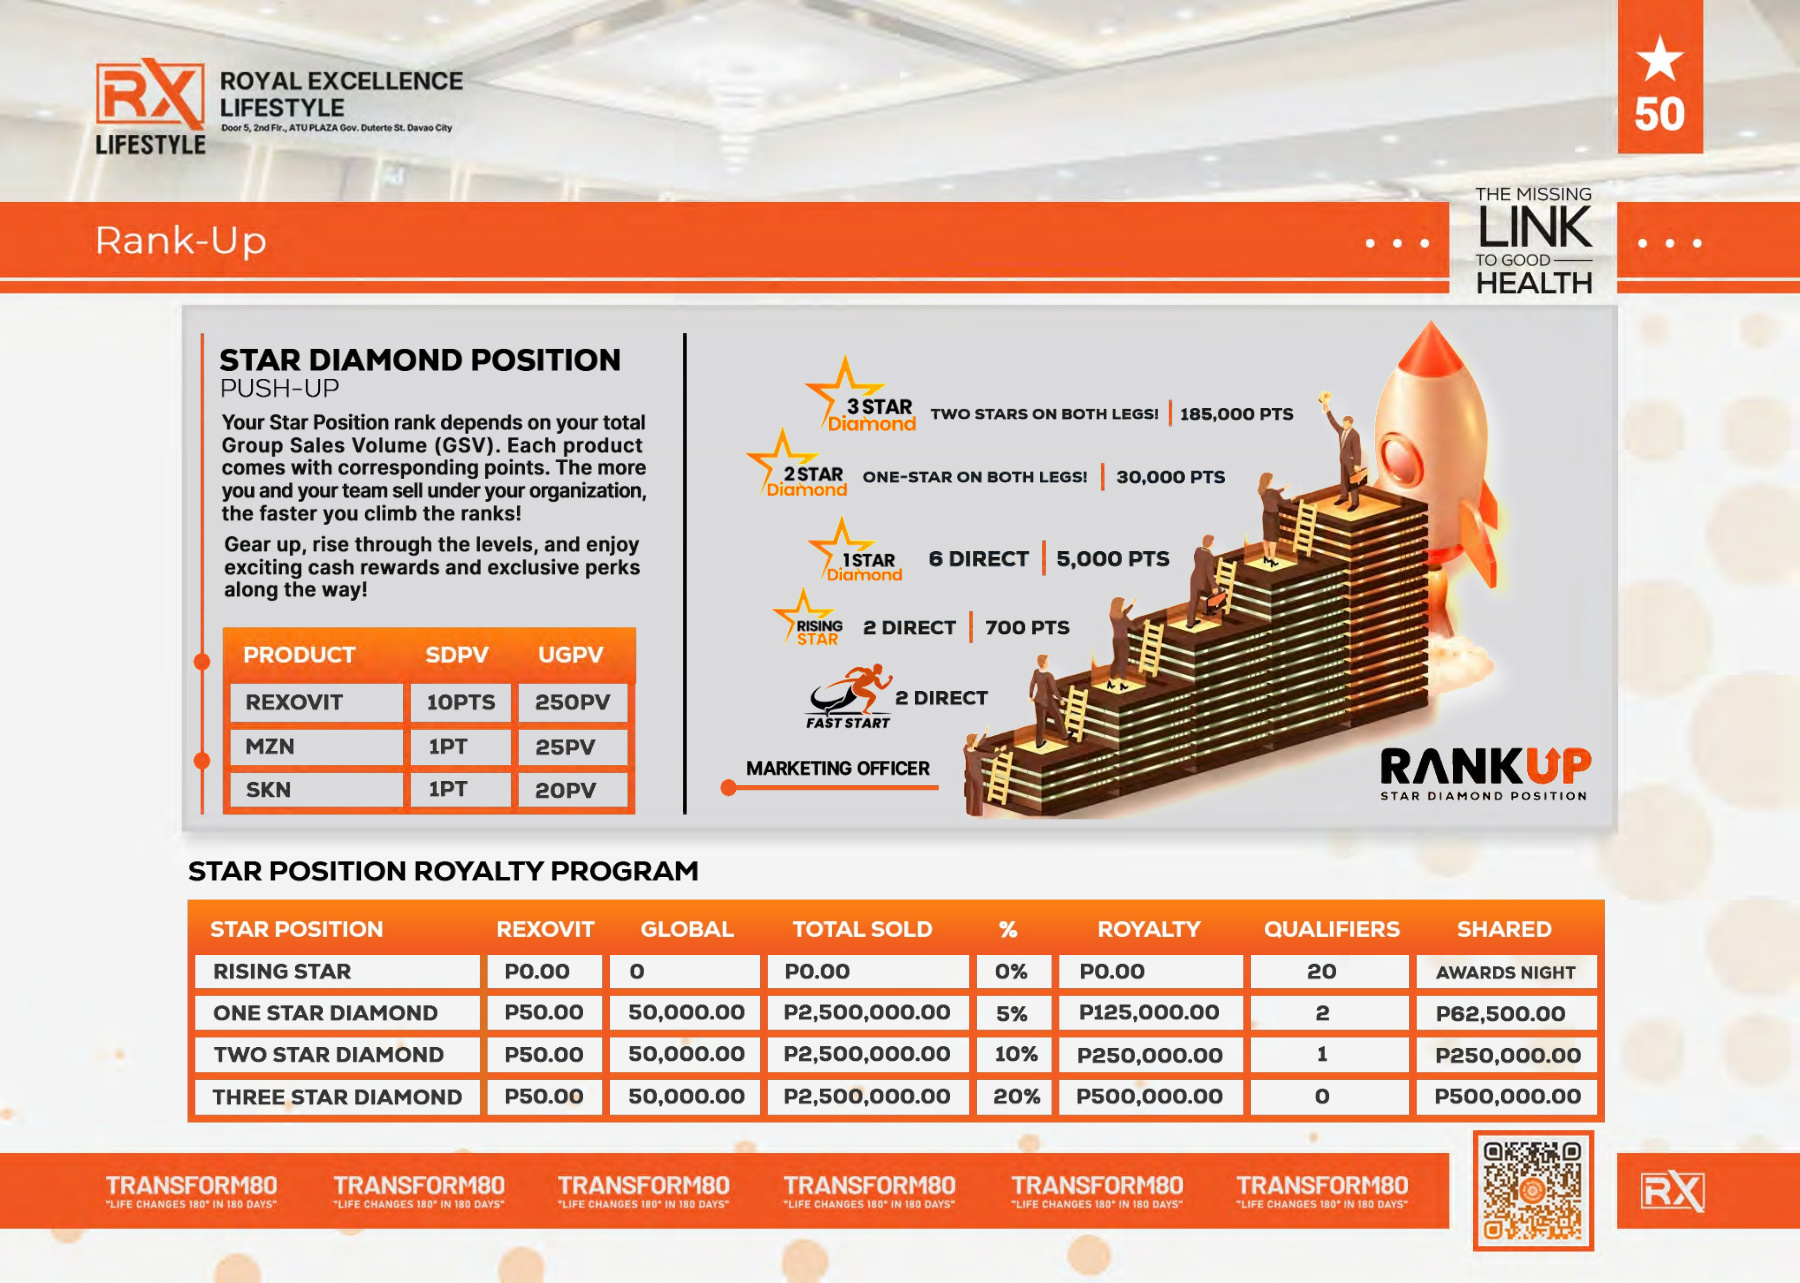 RX
LIFESTYLE
ROYAL EXCELLENCE
LIFESTYLE
Door 5, 2nd Flr., ATU PLAZA Gov. Duterte St. Davao City
50
Rank-Up
THE MISSING
LINK
TO GOOD
HEALTH
STAR DIAMOND POSITION
PUSH-UP
Your Star Position rank depends on your total
Group Sales Volume (GSV). Each product
comes with corresponding points. The more
you and your team sell under your organization,
the faster you climb the ranks!
Gear up, rise through the levels, and enjoy
exciting cash rewards and exclusive perks
along the way!
PRODUCT SDPV UGPV
REXOVIT 10PTS 250PV
MZN 1PT 25PV
SKN 1PT 20PV
3 STAR
Diamond
TWO STARS ON BOTH LEGS! | 185,000 PTS
2 STAR
Diamond
ONE-STAR ON BOTH LEGS! | 30,000 PTS
1 STAR
Diamond
6 DIRECT | 5,000 PTS
RISING
STAR
2 DIRECT | 700 PTS
FAST START
2 DIRECT
MARKETING OFFICER
RANKUP
STAR DIAMOND POSITION
STAR POSITION ROYALTY PROGRAM
STAR POSITION REXOVIT GLOBAL TOTAL SOLD % ROYALTY QUALIFIERS SHARED
RISING STAR P0.00 0 P0.00 0% P0.00 20 AWARDS NIGHT
ONE STAR DIAMOND P50.00 50,000.00 P2,500,000.00 5% P125,000.00 2 P62,500.00
TWO STAR DIAMOND P50.00 50,000.00 P2,500,000.00 10% P250,000.00 1 P250,000.00
THREE STAR DIAMOND P50.00 50,000.00 P2,500,000.00 20% P500,000.00 0 P500,000.00
TRANSFORM80 TRANSFORM80 TRANSFORM80 TRANSFORM80 TRANSFORM80 TRANSFORM80
"LIFE CHANGES 180° IN 180 DAYS" "LIFE CHANGES 180° IN 180 DAYS" "LIFE CHANGES 180° IN 180 DAYS" "LIFE CHANGES 180° IN 180 DAYS" "LIFE CHANGES 180° IN 180 DAYS" "LIFE CHANGES 180° IN 180 DAYS"
RX